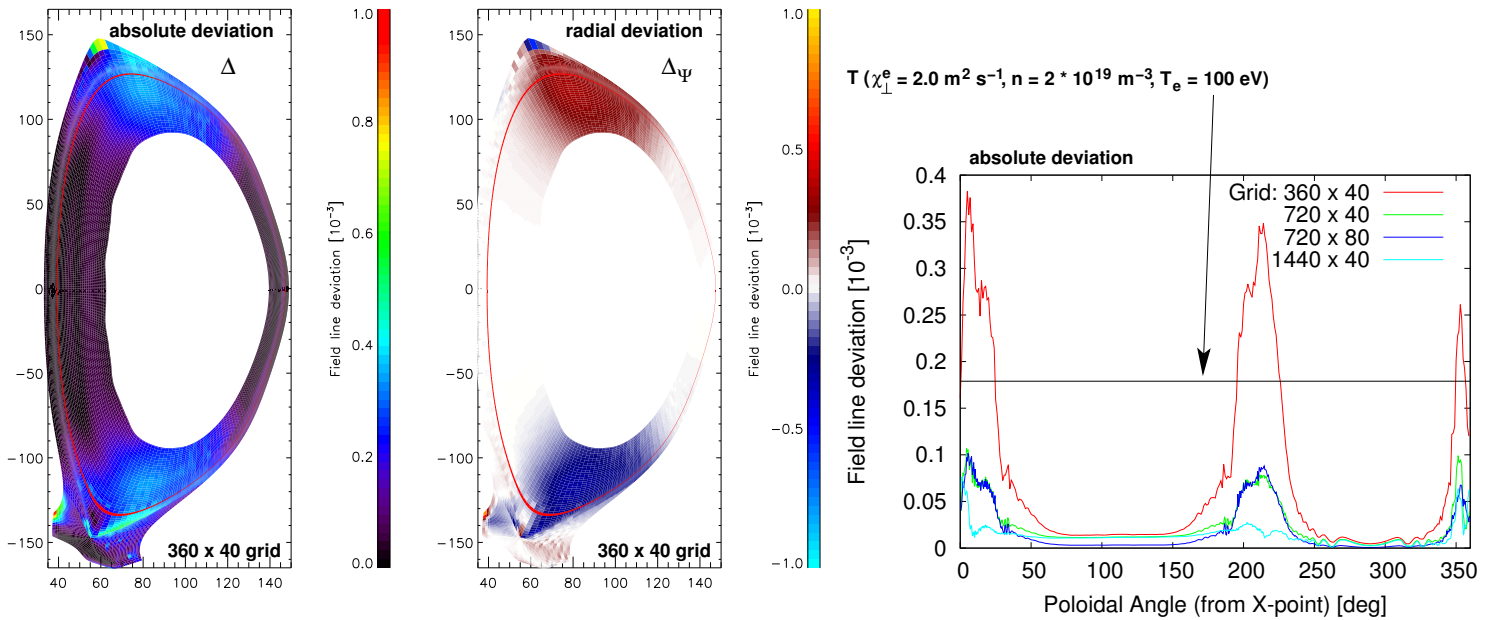 absolute deviation
Δ
360 x 40 grid
150
100
50
0
−50
−100
−150
40 60 80 100 120 140
1.0
0.8
0.6
0.4
0.2
0.0
Field line deviation [10⁻³]
radial deviation
Δ_Ψ
360 x 40 grid
150
100
50
0
−50
−100
−150
40 60 80 100 120 140
1.0
0.5
0.0
−0.5
−1.0
Field line deviation [10⁻³]
T (χ⊥ᵉ = 2.0 m² s⁻¹, n = 2 * 10¹⁹ m⁻³, Tₑ = 100 eV)
absolute deviation
Grid: 360 x 40
720 x 40
720 x 80
1440 x 40
0.4
0.35
0.3
0.25
0.2
0.15
0.1
0.05
0
Field line deviation [10⁻³]
0 50 100 150 200 250 300 350
Poloidal Angle (from X-point) [deg]